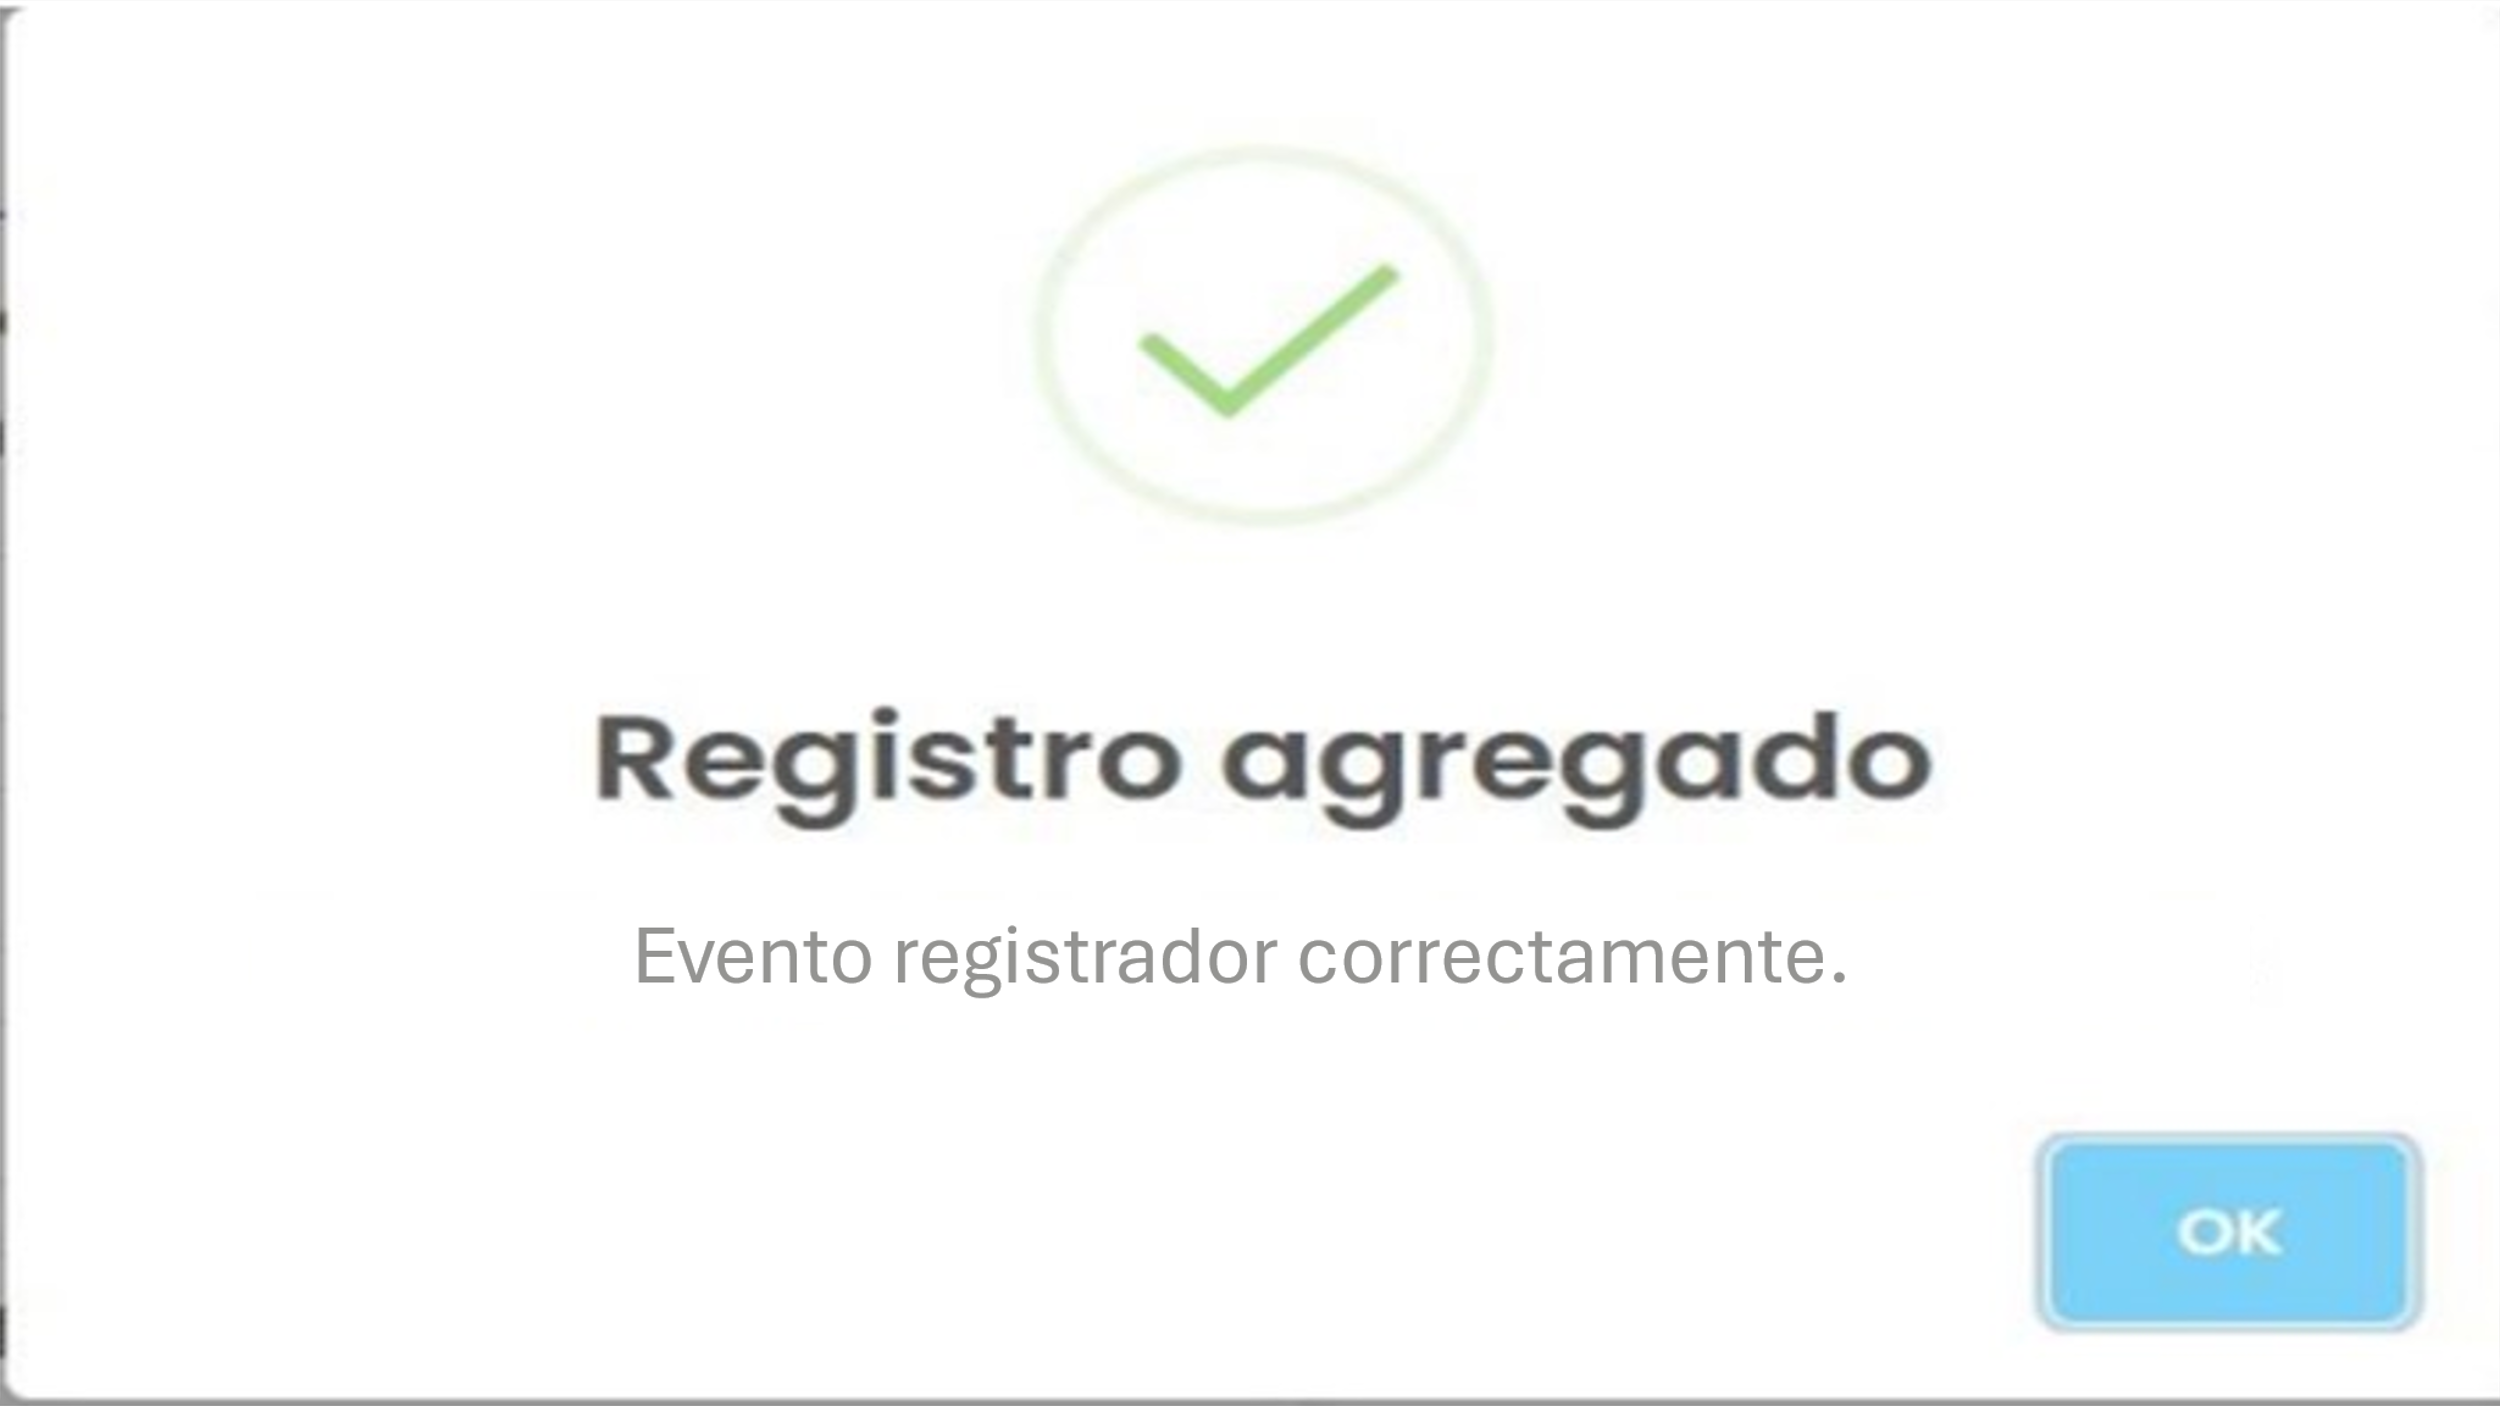 Registro agregado
Evento registrador correctamente.
OK